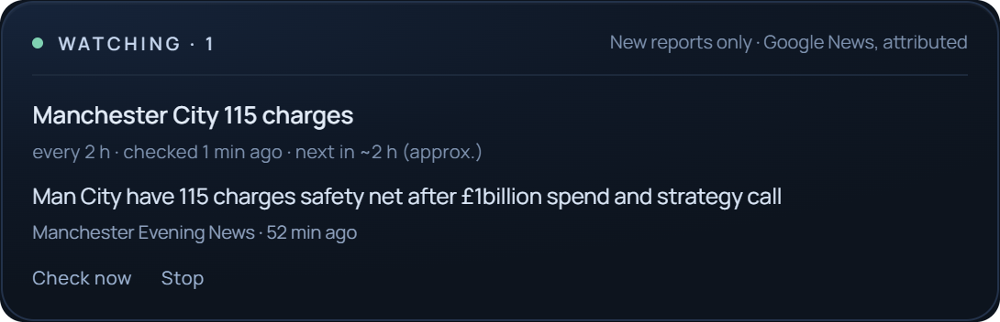 WATCHING · 1
New reports only · Google News, attributed
Manchester City 115 charges
every 2 h · checked 1 min ago · next in ~2 h (approx.)
Man City have 115 charges safety net after £1billion spend and strategy call
Manchester Evening News · 52 min ago
Check now
Stop